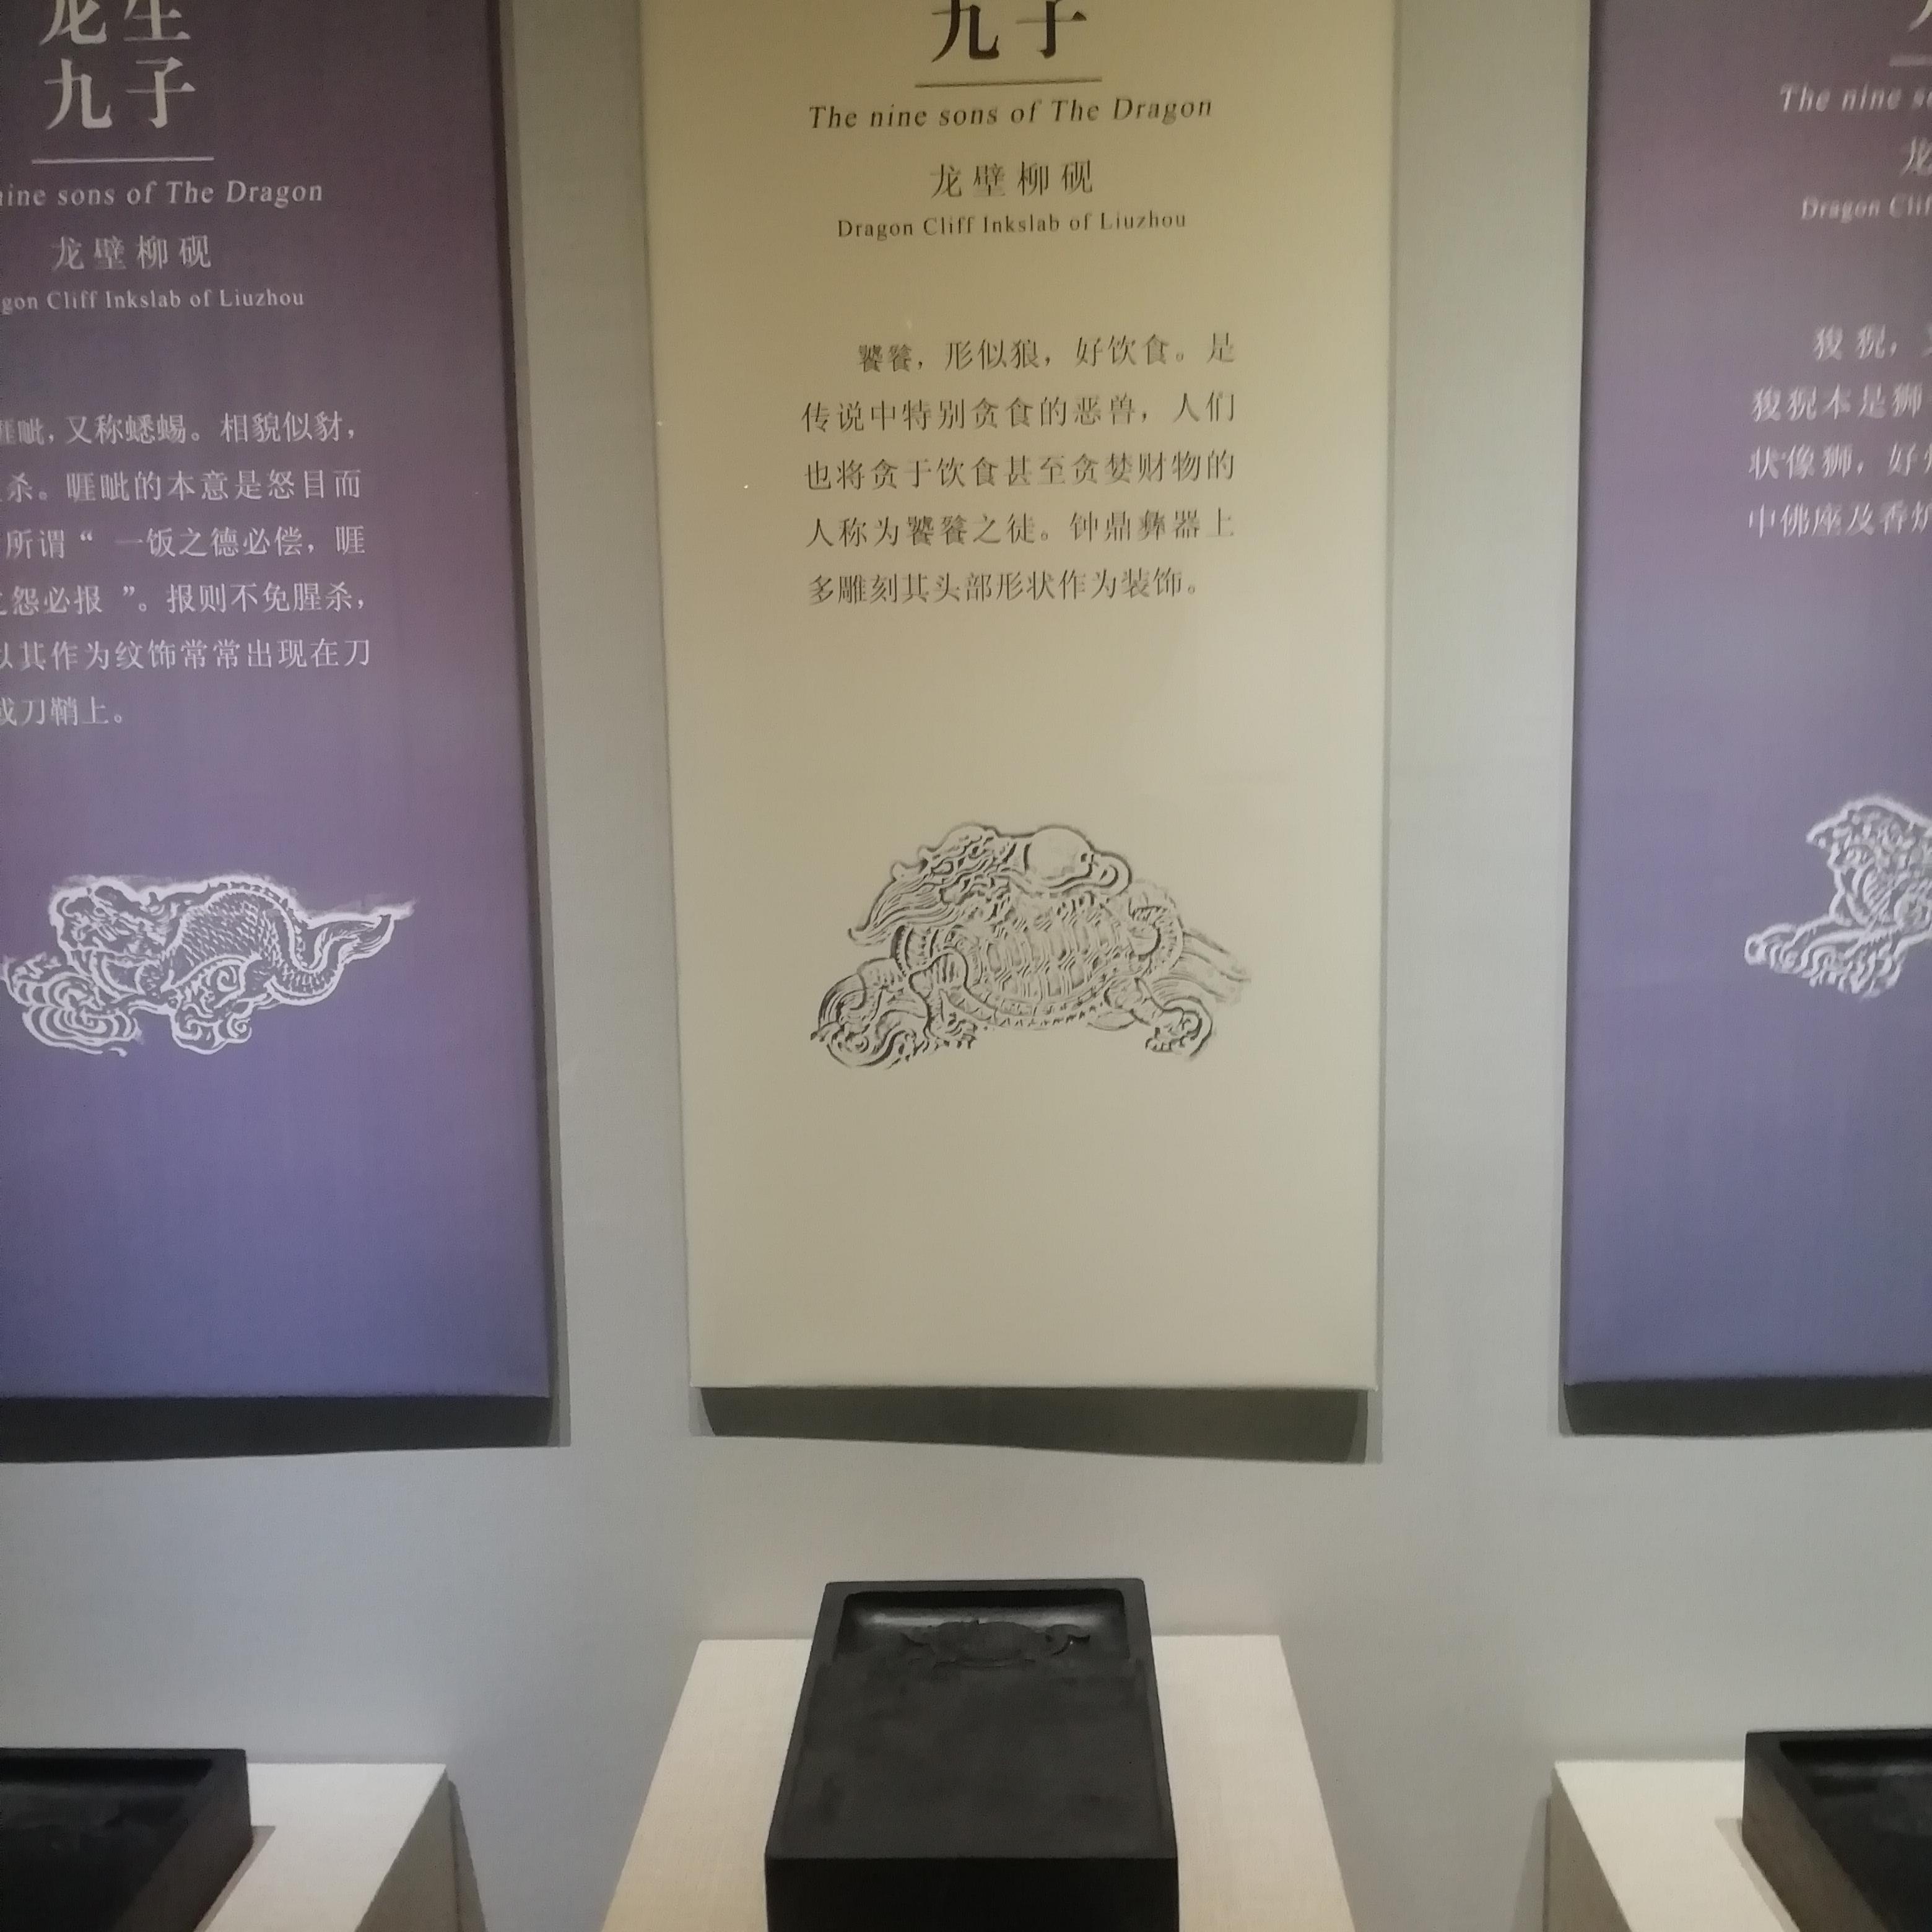 龙生
九子
nine sons of The Dragon
龙壁柳砚
gon Cliff Inkslab of Liuzhou
睚眦，又称蟋蜴。相貌似豺，
杀。睚眦的本意是怒目而
所谓“ 一饭之德必偿，睚
之怨必报 ”。报则不免腥杀，
以其作为纹饰常常出现在刀
或刀鞘上。
九子
The nine sons of The Dragon
龙壁柳砚
Dragon Cliff Inkslab of Liuzhou
饕餮，形似狼，好饮食。是
传说中特别贪食的恶兽，人们
也将贪于饮食甚至贪婪财物的
人称为饕餮之徒。钟鼎彝器上
多雕刻其头部形状作为装饰。
The nine
龙
Dragon Clif
狻猊，
狻猊本是狮
状像狮，好
中佛座及香炉